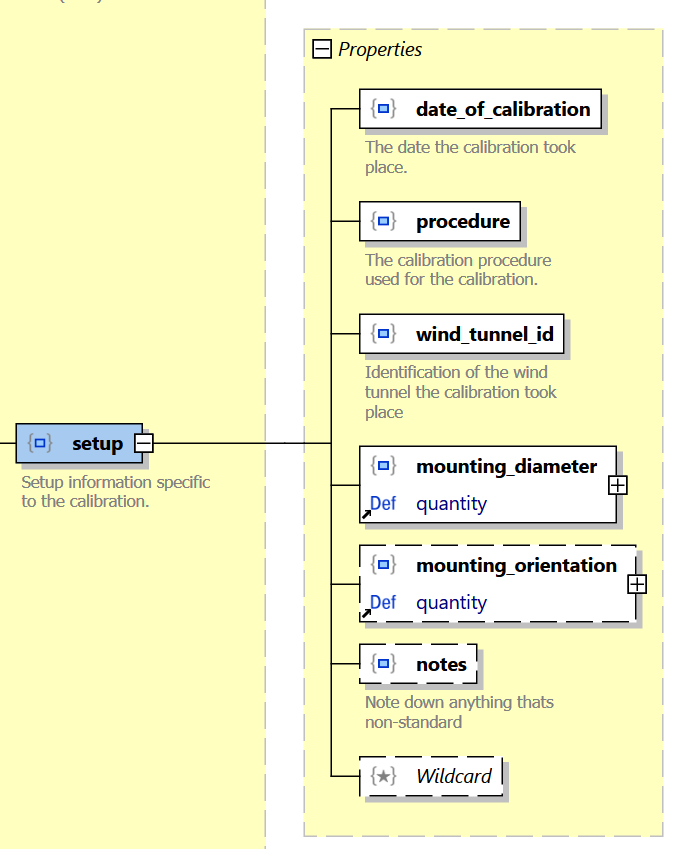 Properties
date_of_calibration
The date the calibration took
place.
procedure
The calibration procedure
used for the calibration.
wind_tunnel_id
Identification of the wind
tunnel the calibration took
place
setup
Setup information specific
to the calibration.
mounting_diameter
Def quantity
mounting_orientation
Def quantity
notes
Note down anything thats
non-standard
Wildcard